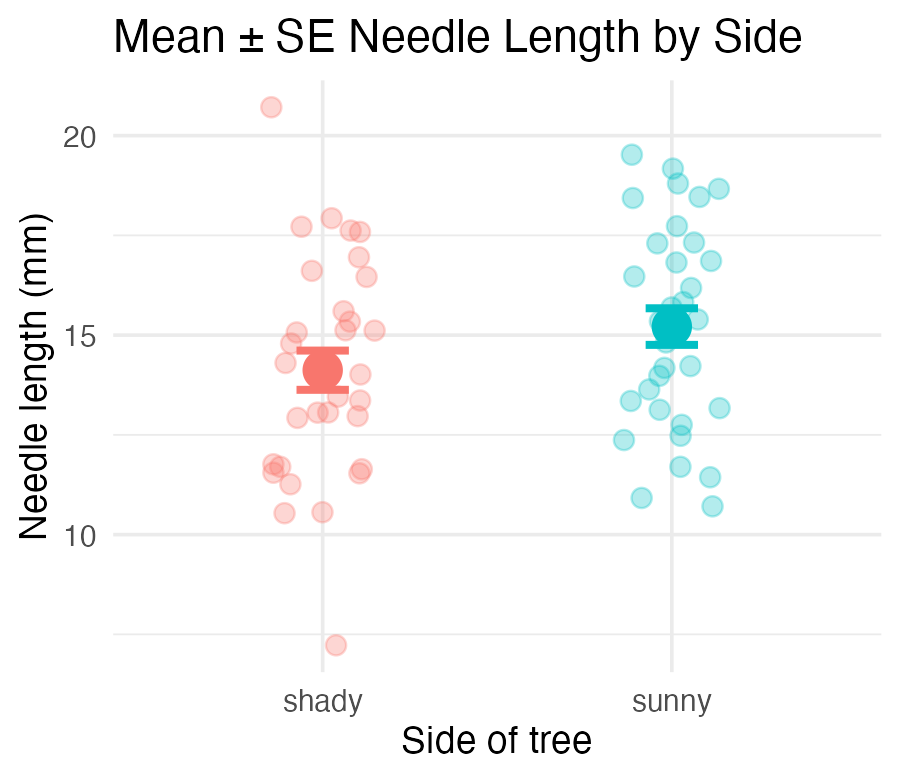 Mean ± SE Needle Length by Side
Needle length (mm)
20
15
10
shady
sunny
Side of tree